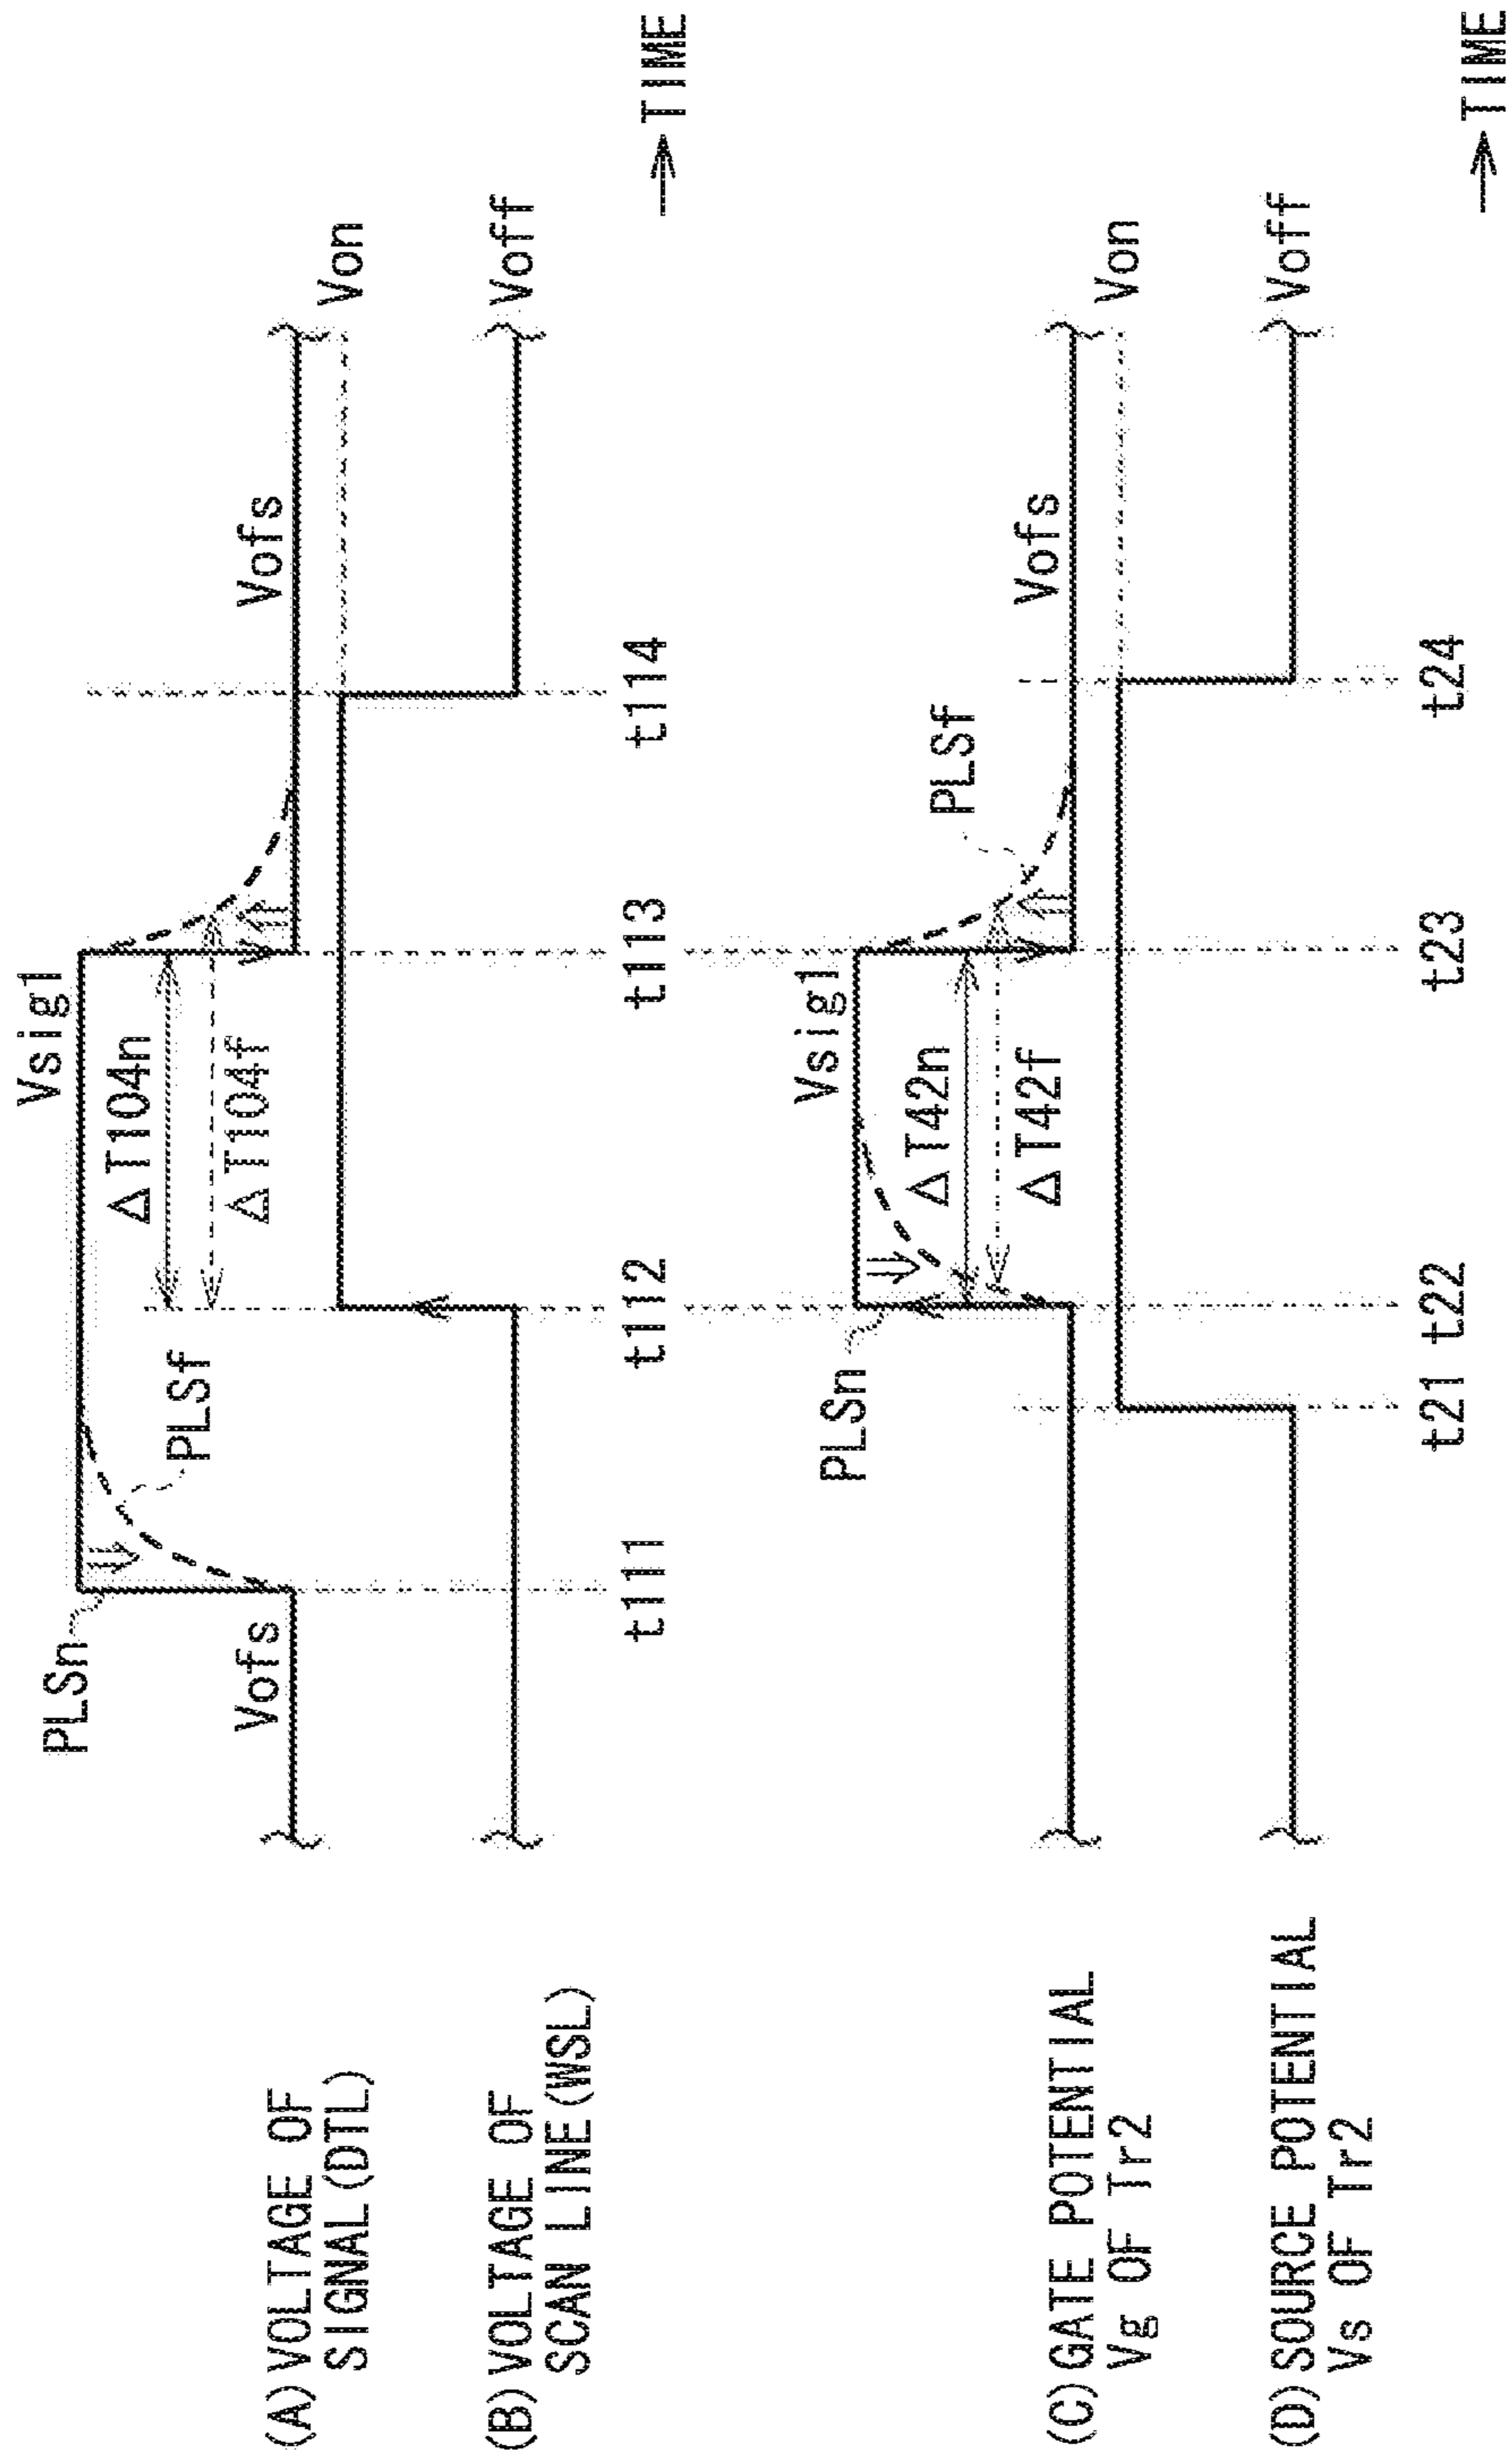 (A) VOLTAGE OF
SIGNAL (DTL)
PLSn
Vofs
PLSf
Vsig1
ΔT104n
ΔT104f
Vofs
(B) VOLTAGE OF
SCAN LINE (WSL)
Von
Voff
t111
t112
t113
t114
TIME
(C) GATE POTENTIAL
Vg OF Tr2
PLSn
Vsig1
ΔT42n
ΔT42f
PLSf
Vofs
(D) SOURCE POTENTIAL
Vs OF Tr2
Von
Voff
t21
t22
t23
t24
TIME